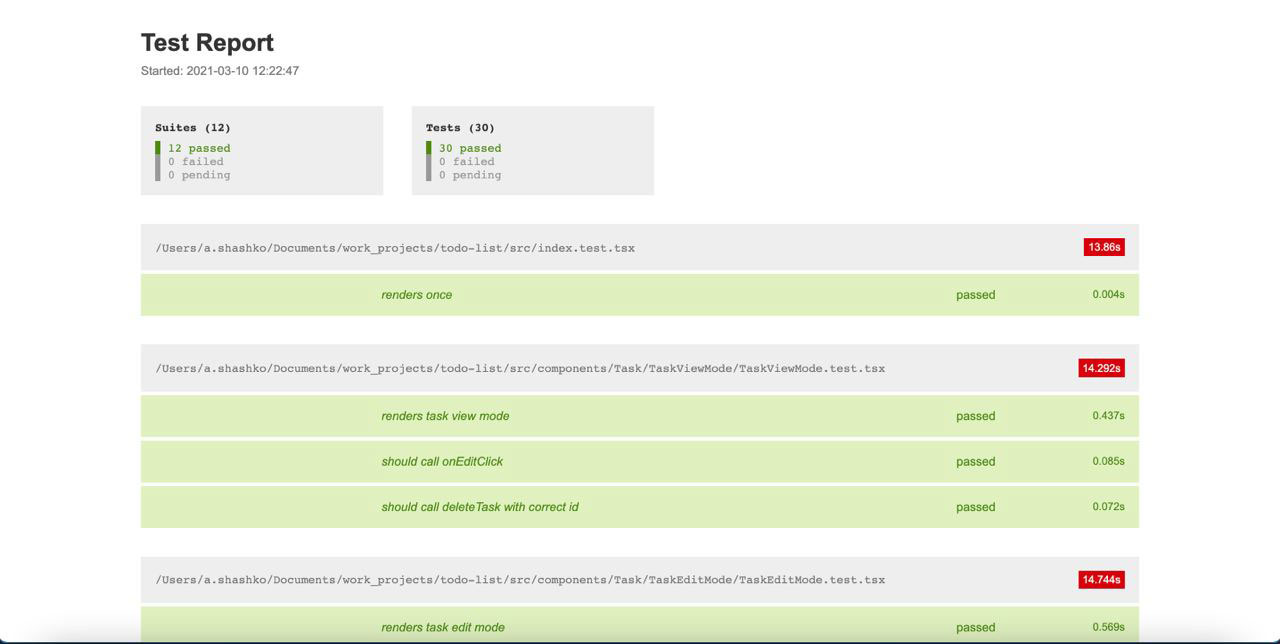 Test Report
Started: 2021-03-10 12:22:47
Suites (12)
12 passed
0 failed
0 pending
Tests (30)
30 passed
0 failed
0 pending
/Users/a.shashko/Documents/work_projects/todo-list/src/index.test.tsx 13.86s
renders once passed 0.004s
/Users/a.shashko/Documents/work_projects/todo-list/src/components/Task/TaskViewMode/TaskViewMode.test.tsx 14.292s
renders task view mode passed 0.437s
should call onEditClick passed 0.085s
should call deleteTask with correct id passed 0.072s
/Users/a.shashko/Documents/work_projects/todo-list/src/components/Task/TaskEditMode/TaskEditMode.test.tsx 14.744s
renders task edit mode passed 0.569s